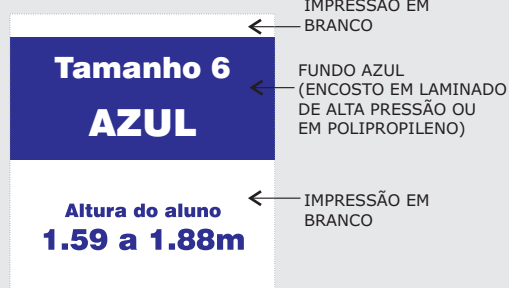 IMPRESSÃO EM
BRANCO
Tamanho 6
AZUL
FUNDO AZUL
(ENCOSTO EM LAMINADO
DE ALTA PRESSÃO OU
EM POLIPROPILENO)
Altura do aluno
1.59 a 1.88m
IMPRESSÃO EM
BRANCO